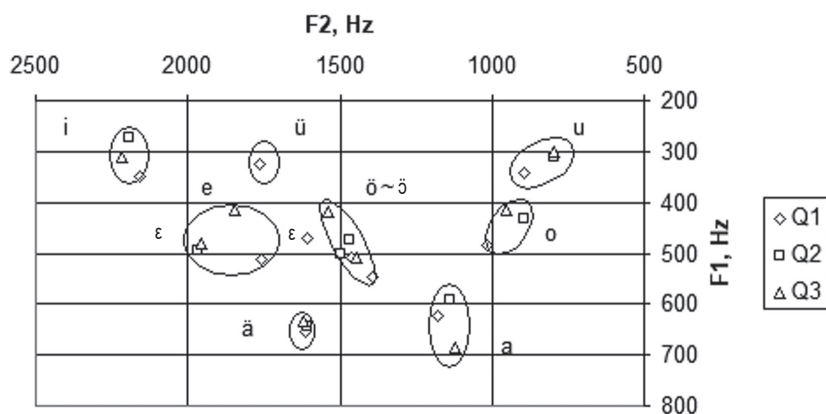 F2, Hz
2500 2000 1500 1000 500
200
i ü u
300
e ö~ɔ̈
400
ε ε o
500
F1, Hz
600
ä a
700
800
Q1
Q2
Q3